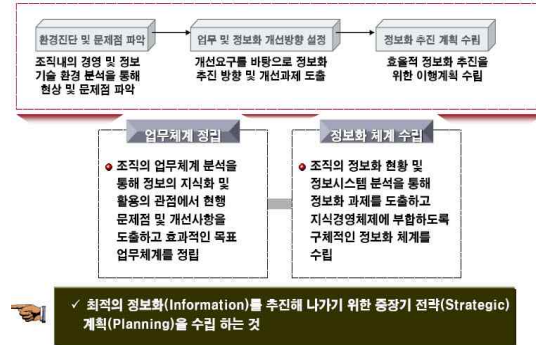 환경진단 및 문제점 파악
업무 및 정보화 개선방향 설정
정보화 추진 계획 수립
조직내의 경영 및 정보
기술 환경 분석을 통해
현상 및 문제점 파악
개선요구를 바탕으로 정보화
추진 방향 및 개선과제 도출
효율적 정보화 추진을
위한 이행계획 수립
업무체계 정립
조직의 업무체계 분석을
통해 정보의 지식화 및
활용의 관점에서 현행
문제점 및 개선사항을
도출하고 효과적인 목표
업무체계를 정립
정보화 체계 수립
조직의 정보화 현황 및
정보시스템 분석을 통해
정보화 과제를 도출하고
지식경영체제에 부합하도록
구체적인 정보화 체계를
수립
✓ 최적의 정보화(Information)를 추진해 나가기 위한 중장기 전략(Strategic)
계획(Planning)을 수립 하는 것